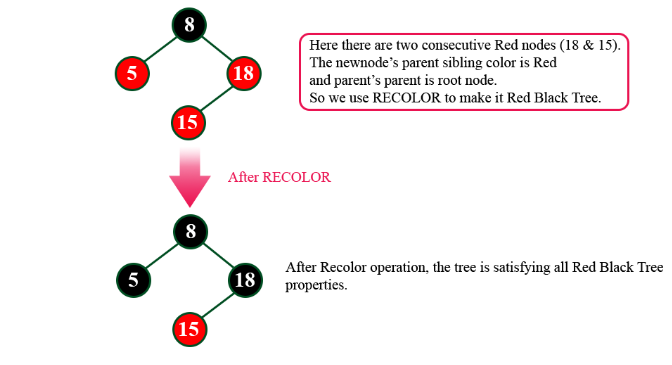 8
5
18
15
Here there are two consecutive Red nodes (18 & 15).
The newnode's parent sibling color is Red
and parent's parent is root node.
So we use RECOLOR to make it Red Black Tree.
After RECOLOR
8
5
18
15
After Recolor operation, the tree is satisfying all Red Black Tree
properties.